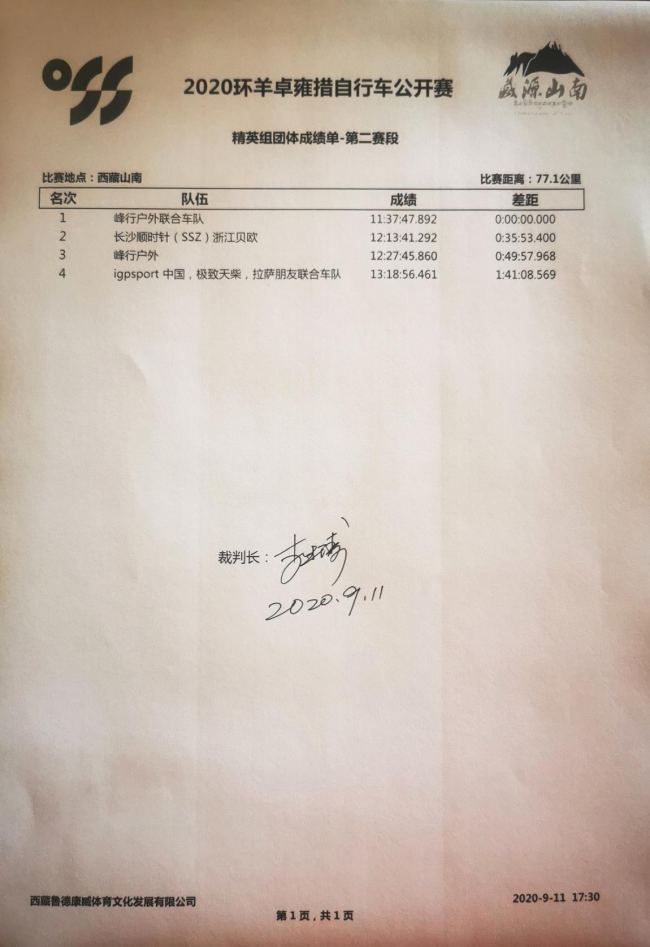 OSS
藏源山南
2020环羊卓雍措自行车公开赛
精英组团体成绩单-第二赛段
比赛地点：西藏山南 比赛距离：77.1公里
名次 队伍 成绩 差距
1 峰行户外联合车队 11:37:47.892 0:00:00.000
2 长沙顺时针（SSZ）浙江贝欧 12:13:41.292 0:35:53.400
3 峰行户外 12:27:45.860 0:49:57.968
4 igpsport 中国，极致天柴，拉萨朋友联合车队 13:18:56.461 1:41:08.569
裁判长：
2020.9.11
西藏鲁德康威体育文化发展有限公司 2020-9-11 17:30
第1页，共1页